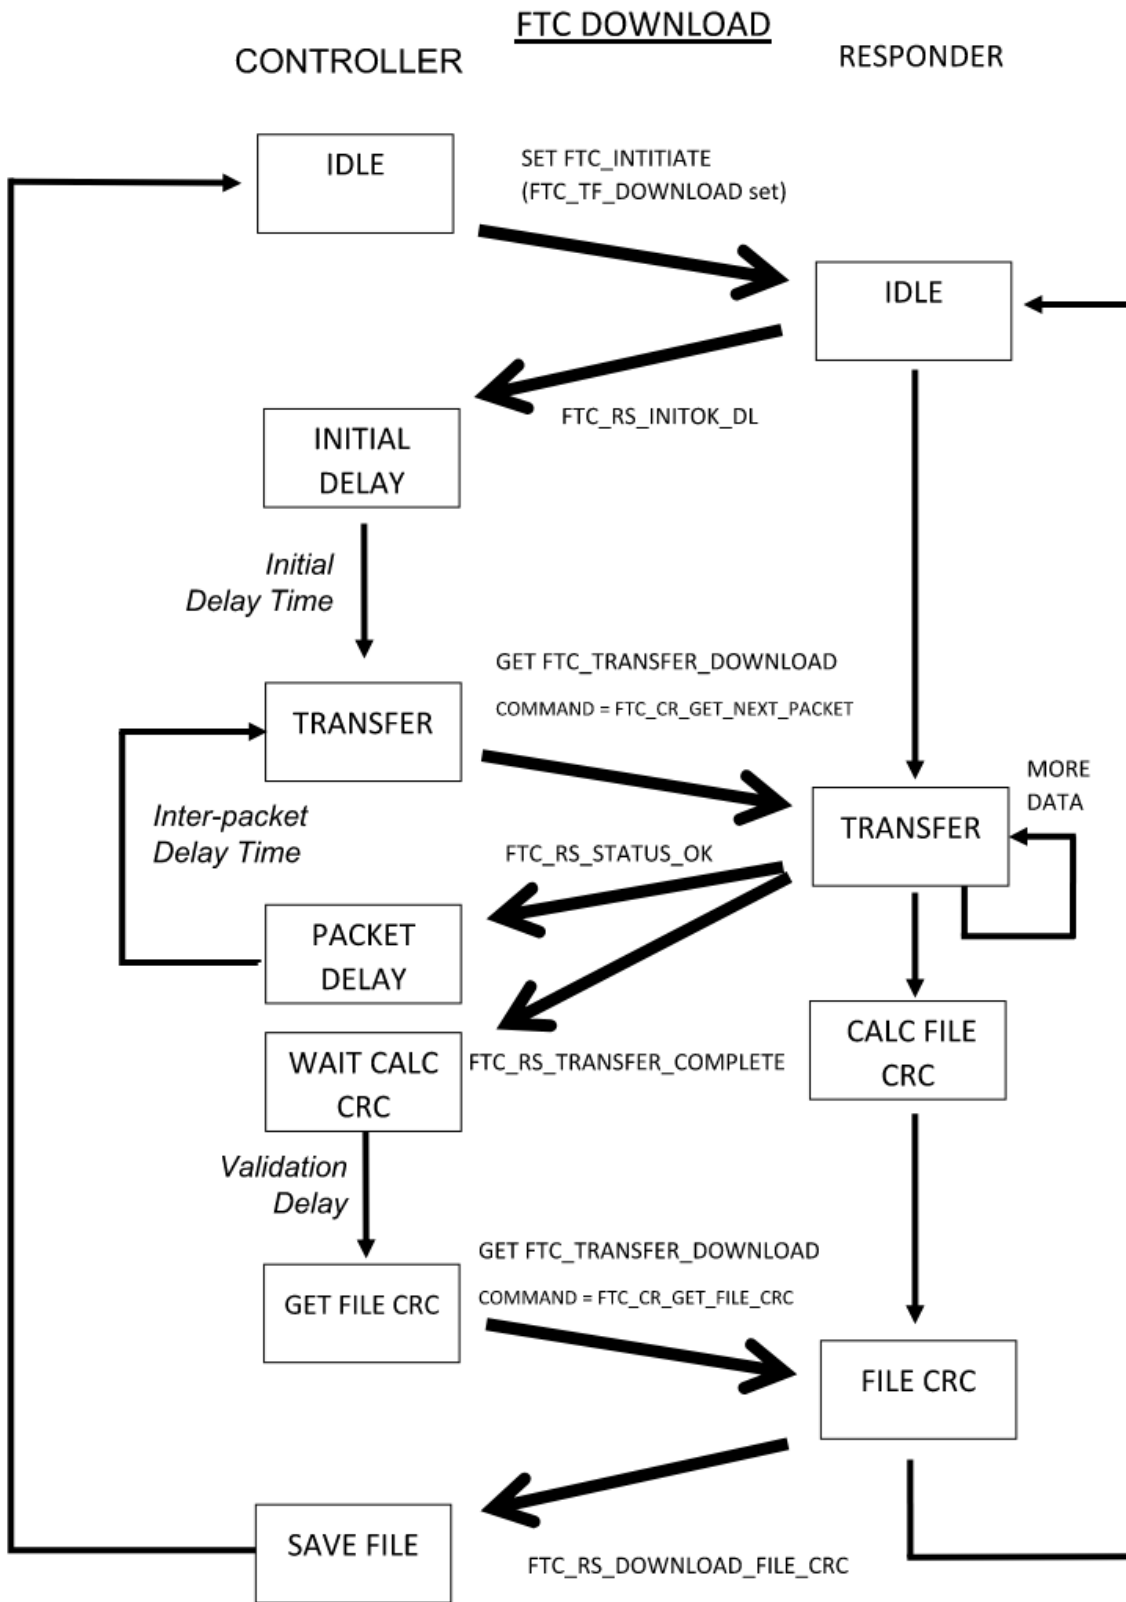 FTC DOWNLOAD
CONTROLLER
RESPONDER
IDLE
SET FTC_INTITIATE
(FTC_TF_DOWNLOAD set)
IDLE
FTC_RS_INITOK_DL
INITIAL
DELAY
Initial
Delay Time
GET FTC_TRANSFER_DOWNLOAD
COMMAND = FTC_CR_GET_NEXT_PACKET
TRANSFER
MORE
DATA
TRANSFER
Inter-packet
Delay Time
FTC_RS_STATUS_OK
PACKET
DELAY
WAIT CALC
CRC
FTC_RS_TRANSFER_COMPLETE
CALC FILE
CRC
Validation
Delay
GET FTC_TRANSFER_DOWNLOAD
COMMAND = FTC_CR_GET_FILE_CRC
GET FILE CRC
FILE CRC
SAVE FILE
FTC_RS_DOWNLOAD_FILE_CRC